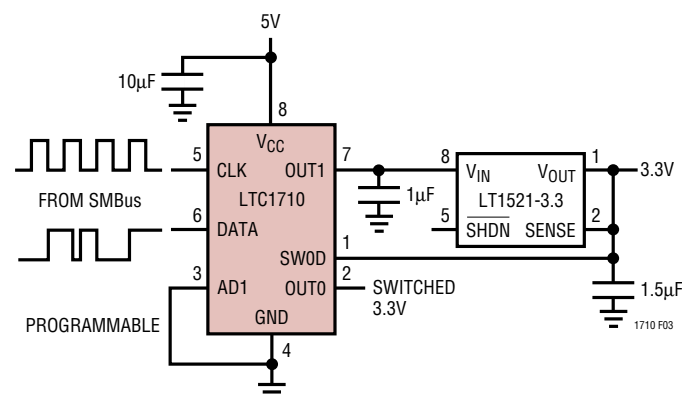 5V
10μF
8
VCC
5
CLK
OUT1
7
8
VIN
VOUT
1
3.3V
LTC1710
1μF
LT1521-3.3
FROM SMBus
5
SHDN
SENSE
2
6
DATA
1
SW0D
3
AD1
OUT0
2
SWITCHED
3.3V
1.5μF
PROGRAMMABLE
GND
4
1710 F03